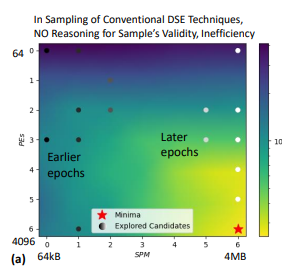 In Sampling of Conventional DSE Techniques,
NO Reasoning for Sample's Validity, Inefficiency
64 0
1
2
PEs
3
4
5
4096 6
Earlier
epochs
Later
epochs
10
Minima
Explored Candidates
0 1 2 3 4 5 6
(a) 64kB SPM 4MB